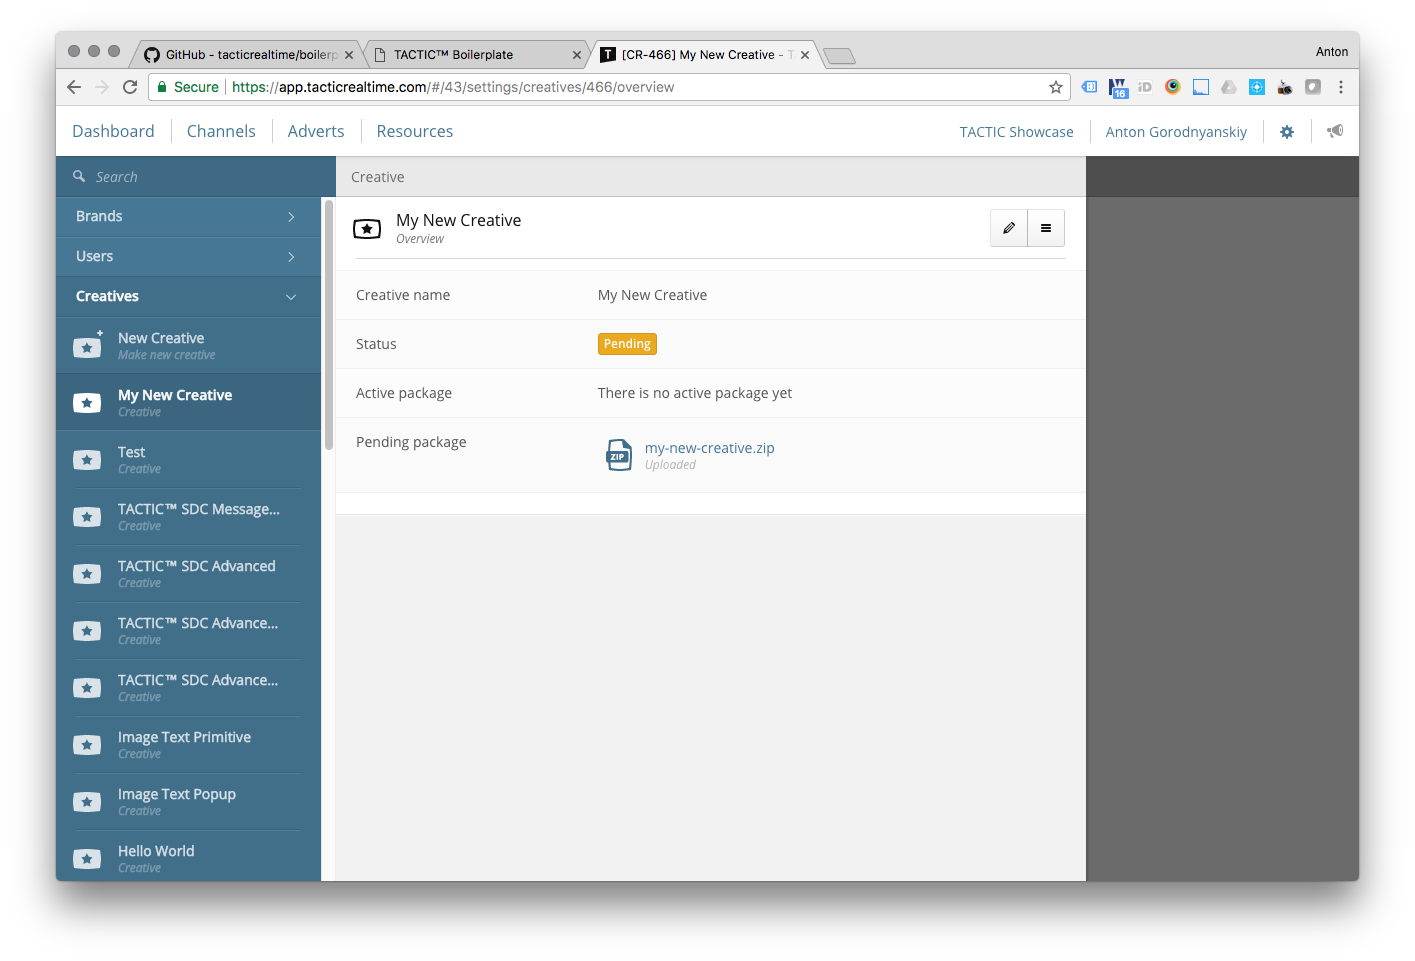 GitHub - tacticrealtime/boilerp
TACTIC™ Boilerplate
T [CR-466] My New Creative - T
Anton
Secure https://app.tacticrealtime.com/#/43/settings/creatives/466/overview
16 iD
Dashboard Channels Adverts Resources TACTIC Showcase Anton Gorodnyanskiy
Search
Creative
Brands
Users
Creatives
New Creative
Make new creative
My New Creative
Creative
Test
Creative
TACTIC™ SDC Message...
Creative
TACTIC™ SDC Advanced
Creative
TACTIC™ SDC Advance...
Creative
TACTIC™ SDC Advance...
Creative
Image Text Primitive
Creative
Image Text Popup
Creative
Hello World
Creative
My New Creative
Overview
Creative name My New Creative
Status Pending
Active package There is no active package yet
Pending package ZIP my-new-creative.zip
Uploaded